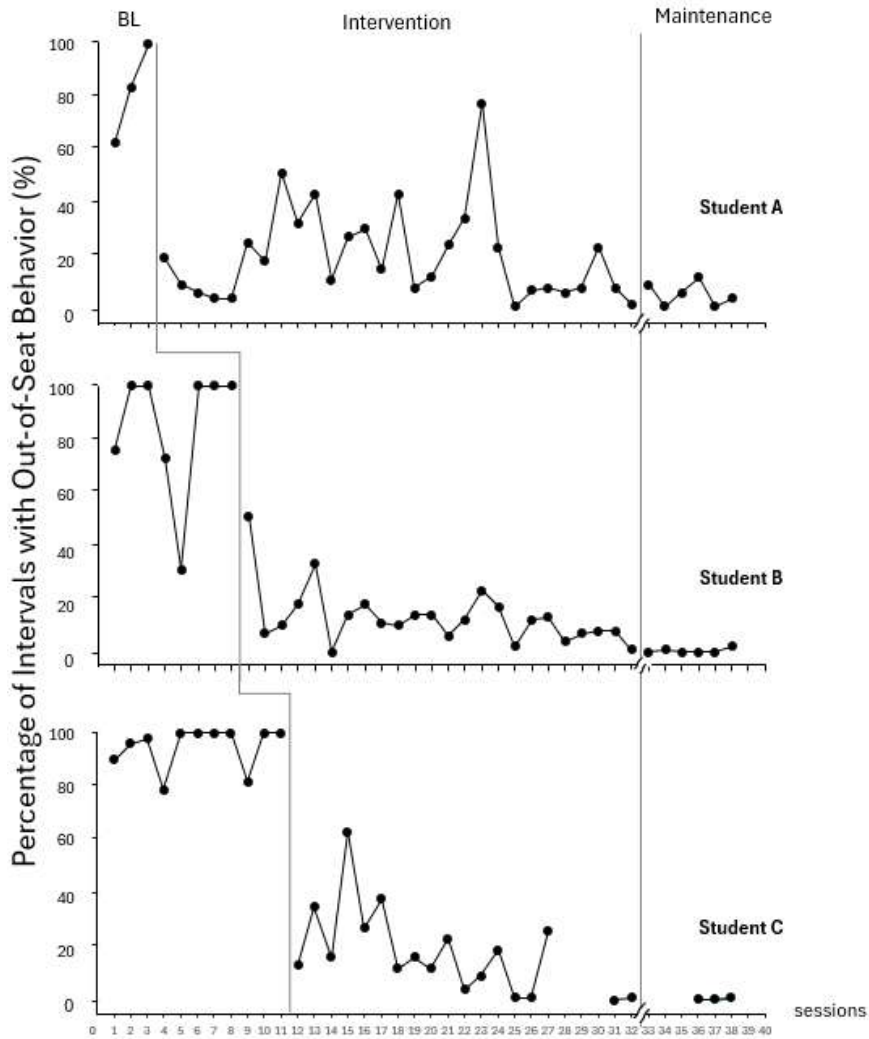 BL Intervention Maintenance
Percentage of Intervals with Out-of-Seat Behavior (%)
100
80
60
40
20
0
Student A
100
80
60
40
20
0
Student B
100
80
60
40
20
0
Student C
0 1 2 3 4 5 6 7 8 9 10 11 12 13 14 15 16 17 18 19 20 21 22 23 24 25 26 27 28 29 30 31 32 33 34 35 36 37 38 39 40
sessions